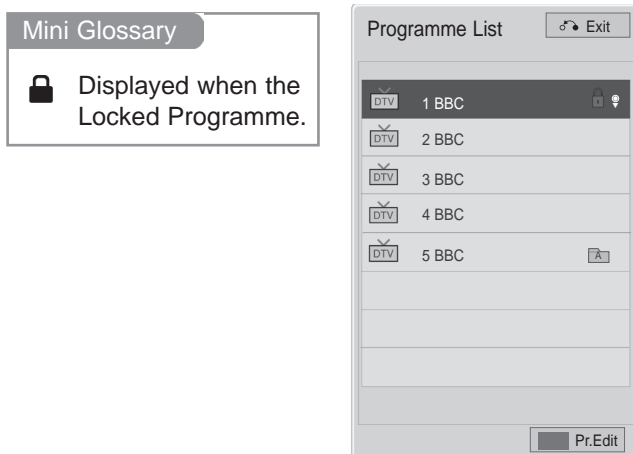 Mini Glossary
Displayed when the
Locked Programme.
Programme List
Exit
DTV 1 BBC
DTV 2 BBC
DTV 3 BBC
DTV 4 BBC
DTV 5 BBC A
Pr.Edit